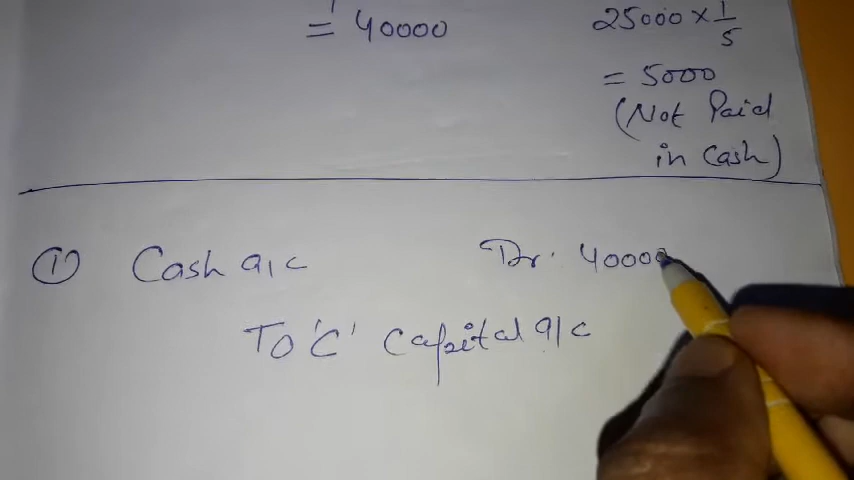 = 40000
25000 × 1/5
= 5000
(Not Paid
in Cash)
① Cash a/c Dr. 40000
To 'C' Capital a/c